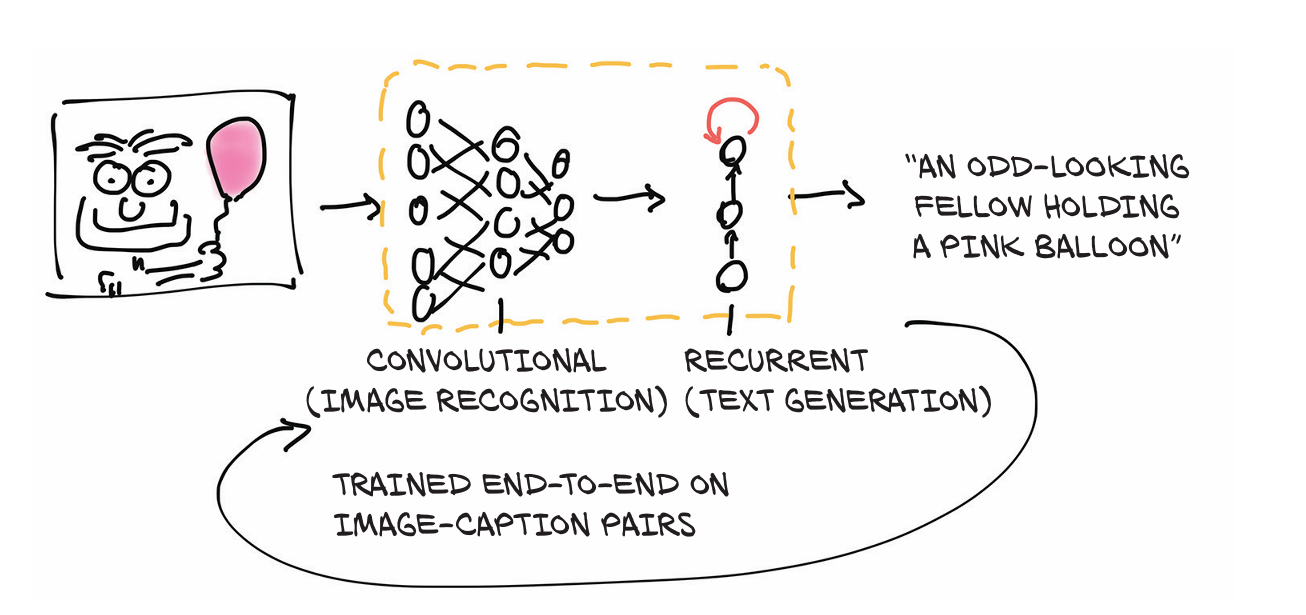 "AN ODD-LOOKING
FELLOW HOLDING
A PINK BALLOON"
CONVOLUTIONAL
(IMAGE RECOGNITION)
RECURRENT
(TEXT GENERATION)
TRAINED END-TO-END ON
IMAGE-CAPTION PAIRS